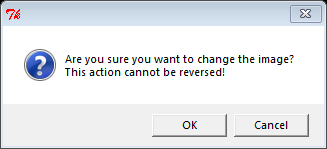 Are you sure you want to change the image?
This action cannot be reversed!
OK
Cancel